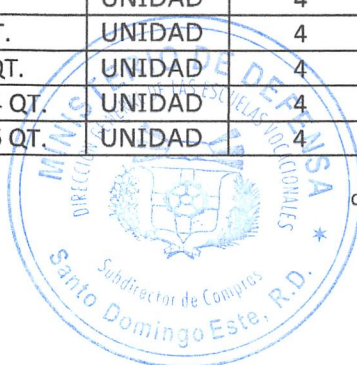 UNIDAD 4
T. UNIDAD 4
QT. UNIDAD 4
QT. UNIDAD 4
QT. UNIDAD 4
MINISTERIO DE DEFENSA
DIRECCIÓN GENERAL DE LAS ESCUELAS VOCACIONALES
Subdirector de Compras
Santo Domingo Este, R.D. *